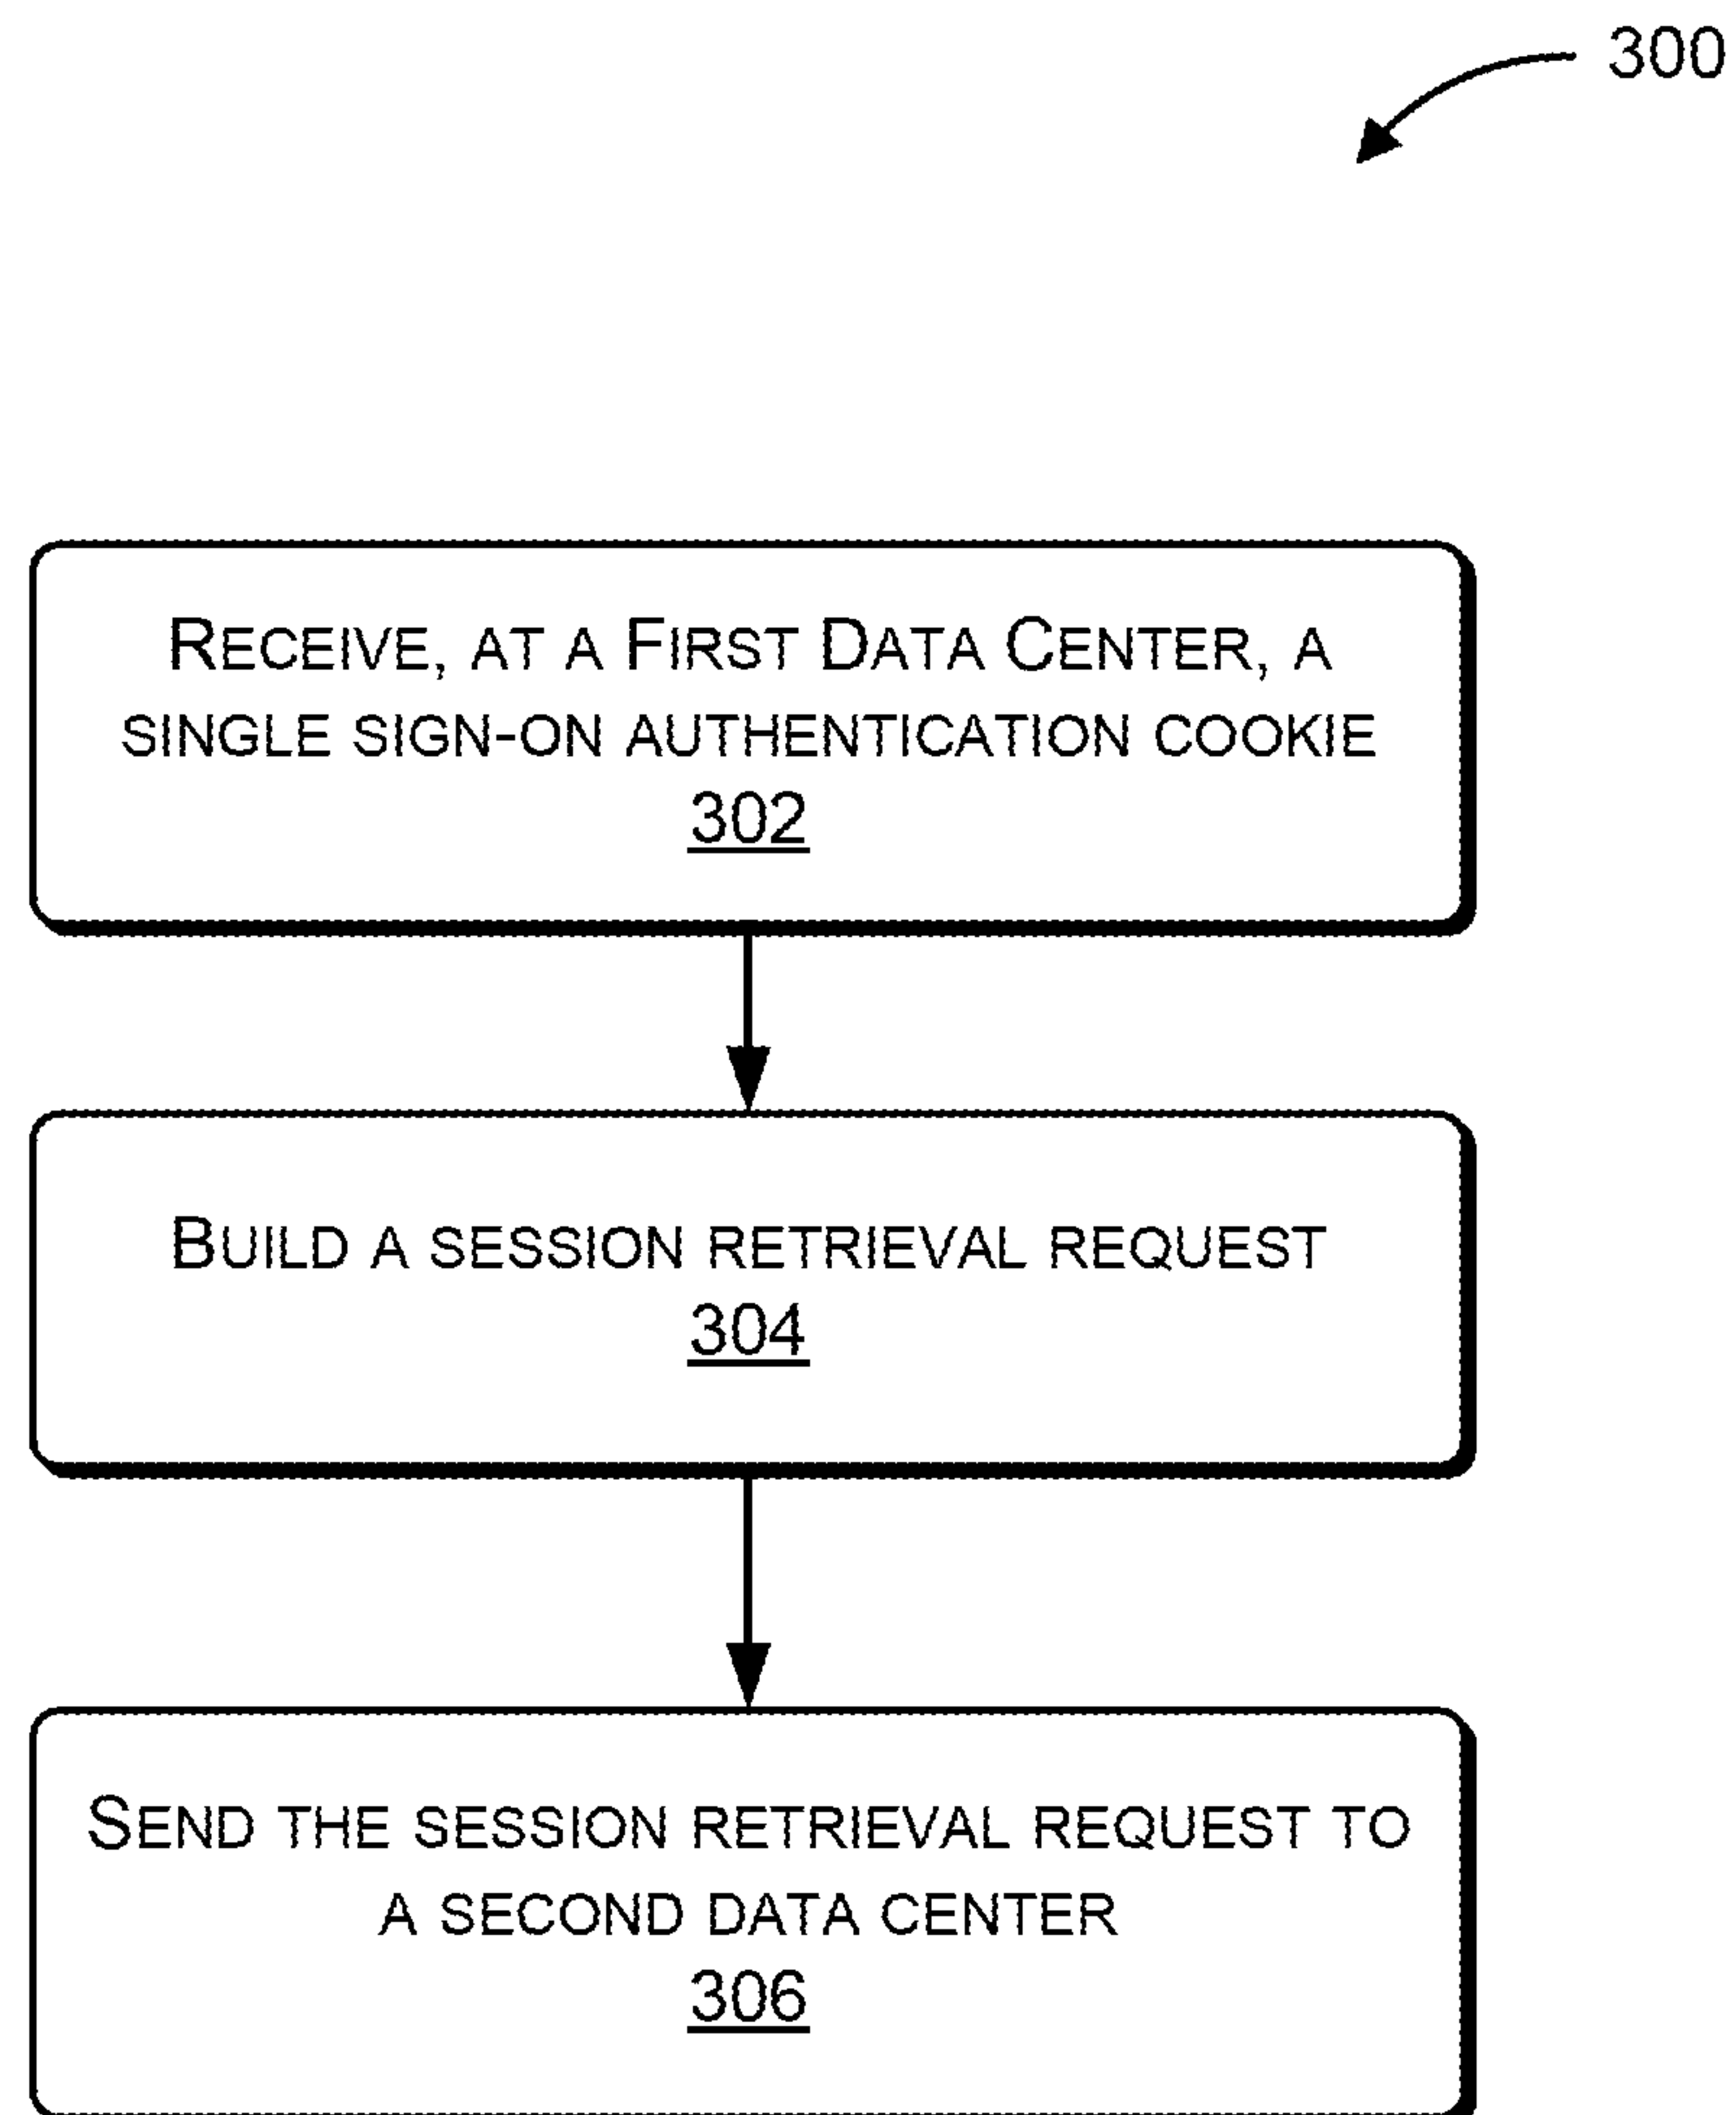 300
RECEIVE, AT A FIRST DATA CENTER, A
SINGLE SIGN-ON AUTHENTICATION COOKIE
302
BUILD A SESSION RETRIEVAL REQUEST
304
SEND THE SESSION RETRIEVAL REQUEST TO
A SECOND DATA CENTER
306